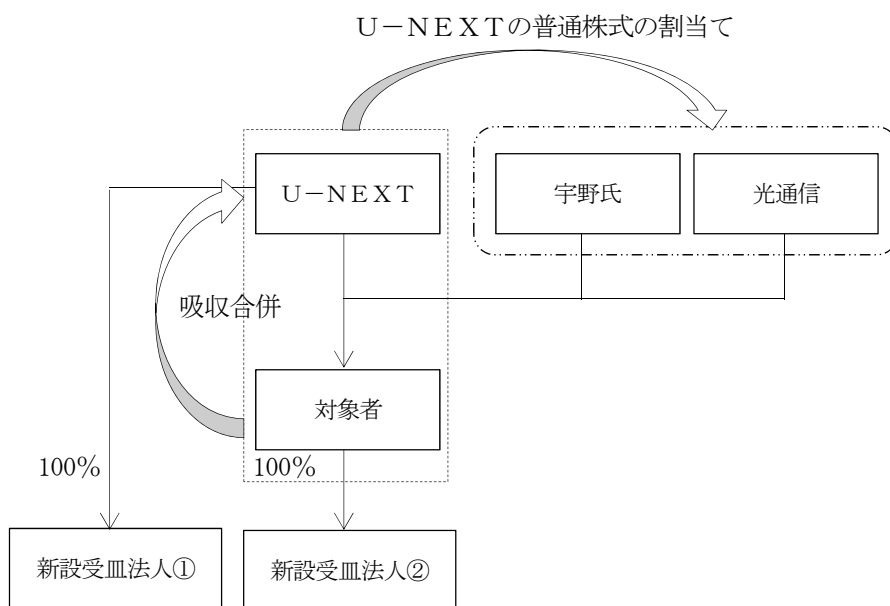 U-NEXTの普通株式の割当て
U-NEXT
宇野氏
光通信
吸収合併
対象者
100%
100%
新設受皿法人①
新設受皿法人②